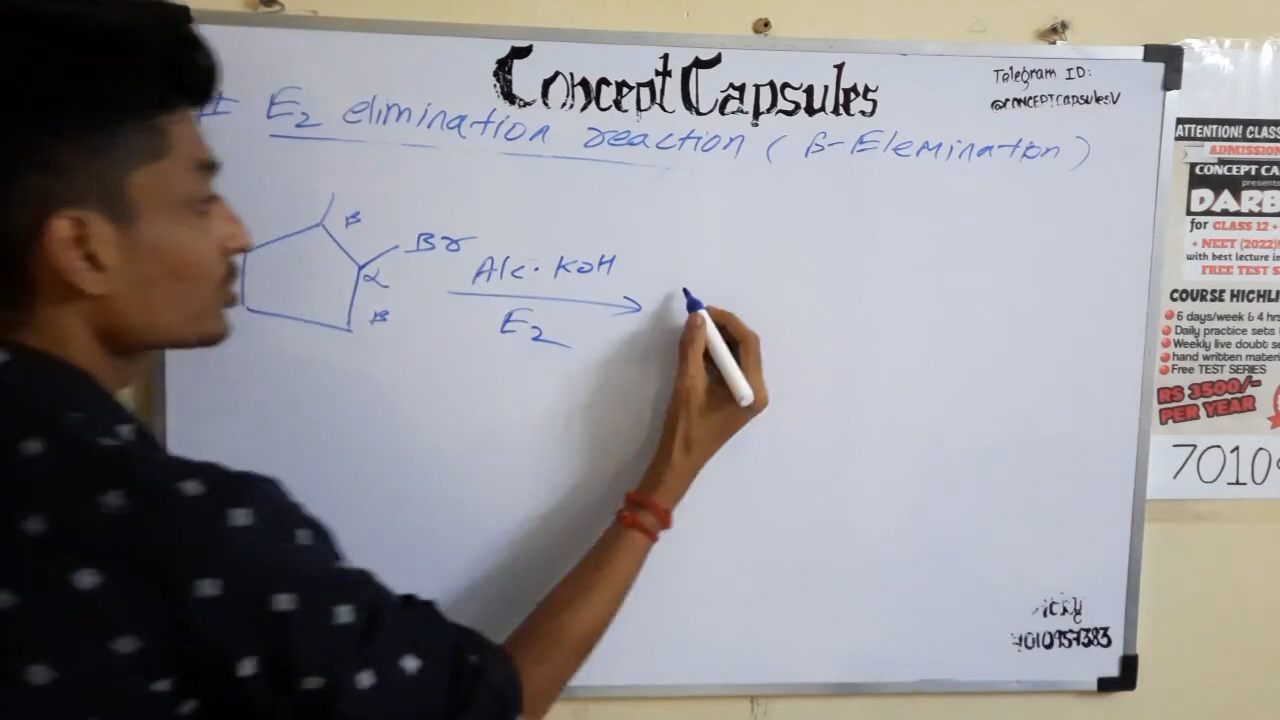 Concept Capsules
Telegram ID:
@CONCEPTCapsulesV
E2 elimination reaction (β-Elemination)
β
Br
α
β
Alc. KOH
E2
7010957383
ATTENTION! CLASS
ADMISSION
CONCEPT CA
presents
DARB
for CLASS 12 +
+ NEET (2022)
with best lecture in
FREE TEST S
COURSE HIGHLI
6 days/week & 4 hrs
Daily practice sets
Weekly live doubt se
hand written mater
Free TEST SERIES
RS 3500/-
PER YEAR
7010